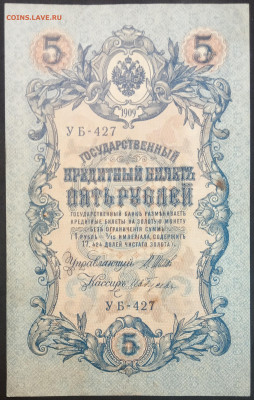 COINS.LAVE.RU
5 5
1909
УБ-427
ГОСУДАРСТВЕННЫЙ
КРЕДИТНЫЙ БИЛЕТЪ
ПЯТЬ РУБЛЕЙ
ГОСУДАРСТВЕННЫЙ БАНКЪ РАЗМѢНИВАЕТЪ
КРЕДИТНЫЕ БИЛЕТЫ НА ЗОЛОТУЮ МОНЕТУ
БЕЗЪ ОГРАНИЧЕНІЯ СУММЫ
(1 РУБЛЬ = 1/15 ИМПЕРІАЛА, СОДЕРЖИТЪ
17,424 ДОЛЕЙ ЧИСТАГО ЗОЛОТА).
Управляющій
Кассиръ
УБ-427
5